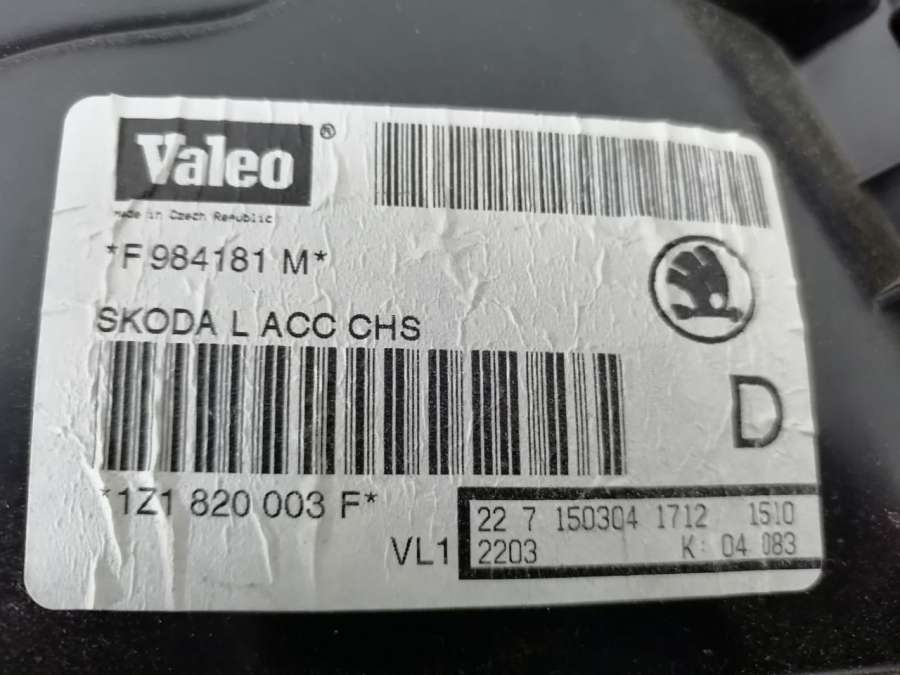 Valeo®
Made in Czech Republic
*F 984181 M*
SKODA L ACC CHS
D
*1Z1 820 003 F*
VL1
22 7 150304 1712 1510
2203 K: 04 083